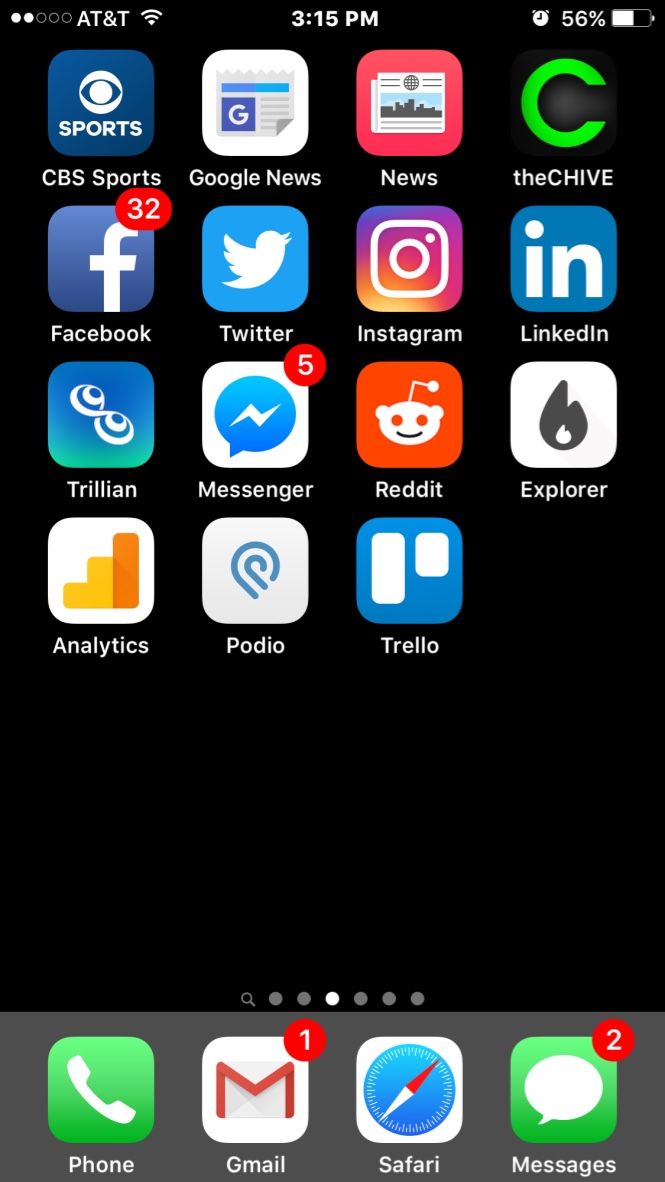 AT&T 3:15 PM 56%
SPORTS G
CBS Sports Google News News theCHIVE
32
f in
Facebook Twitter Instagram LinkedIn
5
Trillian Messenger Reddit Explorer
Analytics Podio Trello
1 2
Phone Gmail Safari Messages